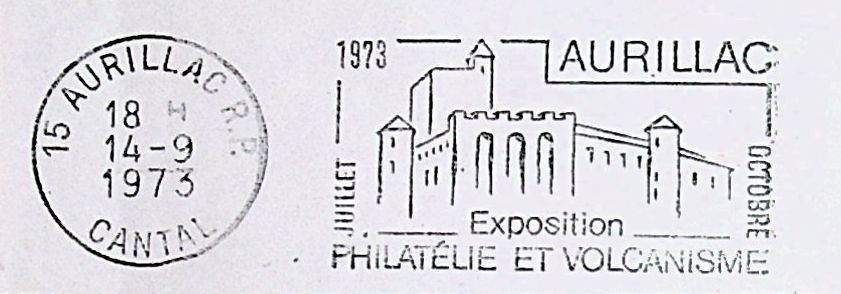 15 AURILLAC R.P.
18 H
14-9
1973
CANTAL
1973
AURILLAC
JUILLET
OCTOBRE
Exposition
PHILATÉLIE ET VOLCANISME